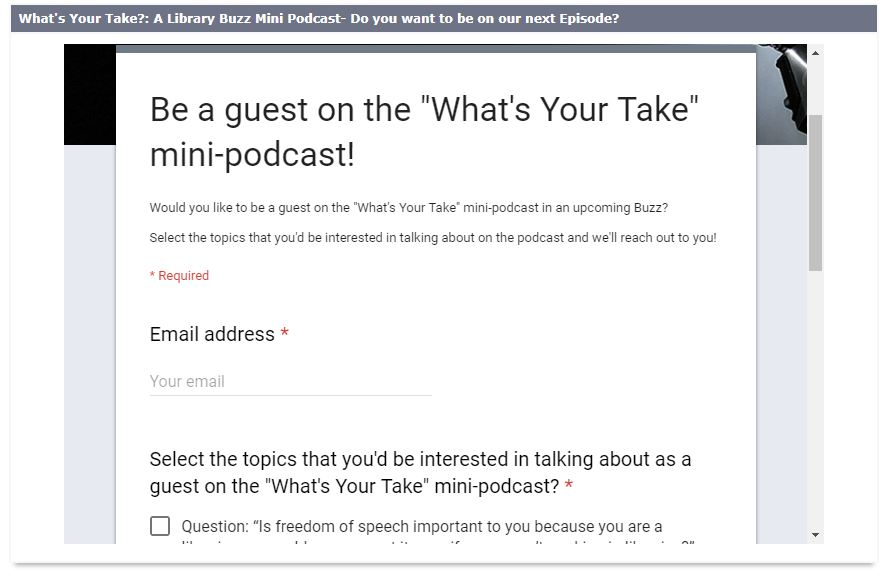 What's Your Take?: A Library Buzz Mini Podcast- Do you want to be on our next Episode?
Be a guest on the "What's Your Take"
mini-podcast!
Would you like to be a guest on the "What's Your Take" mini-podcast in an upcoming Buzz?
Select the topics that you'd be interested in talking about on the podcast and we'll reach out to you!
* Required
Email address *
Your email
Select the topics that you'd be interested in talking about as a
guest on the "What's Your Take" mini-podcast? *
Question: “Is freedom of speech important to you because you are a